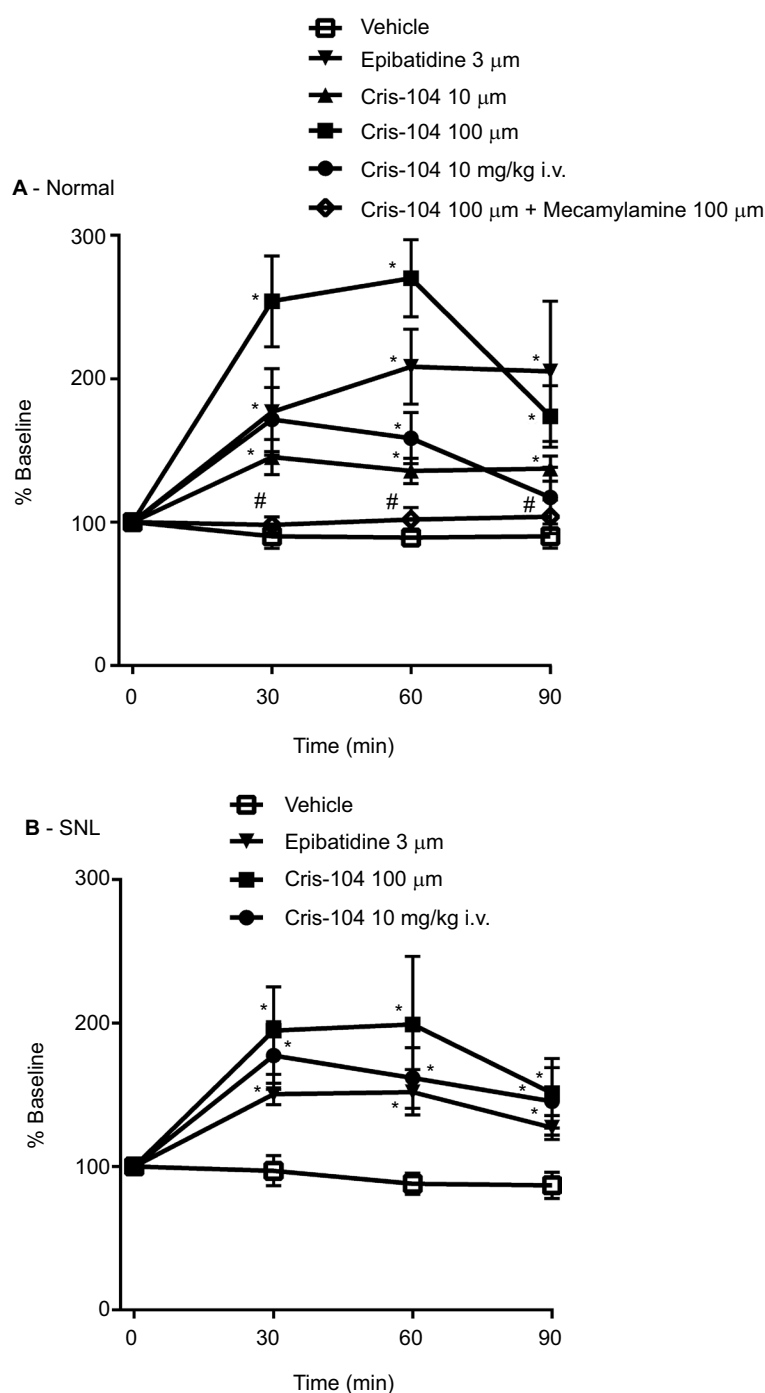 Vehicle
Epibatidine 3 μm
Cris-104 10 μm
Cris-104 100 μm
Cris-104 10 mg/kg i.v.
Cris-104 100 μm + Mecamylamine 100 μm
A - Normal
300
200
100
0
% Baseline
* * * * * * * * * * *
# # #
0 30 60 90
Time (min)
B - SNL
Vehicle
Epibatidine 3 μm
Cris-104 100 μm
Cris-104 10 mg/kg i.v.
300
200
100
0
% Baseline
* * * * * * * * *
0 30 60 90
Time (min)